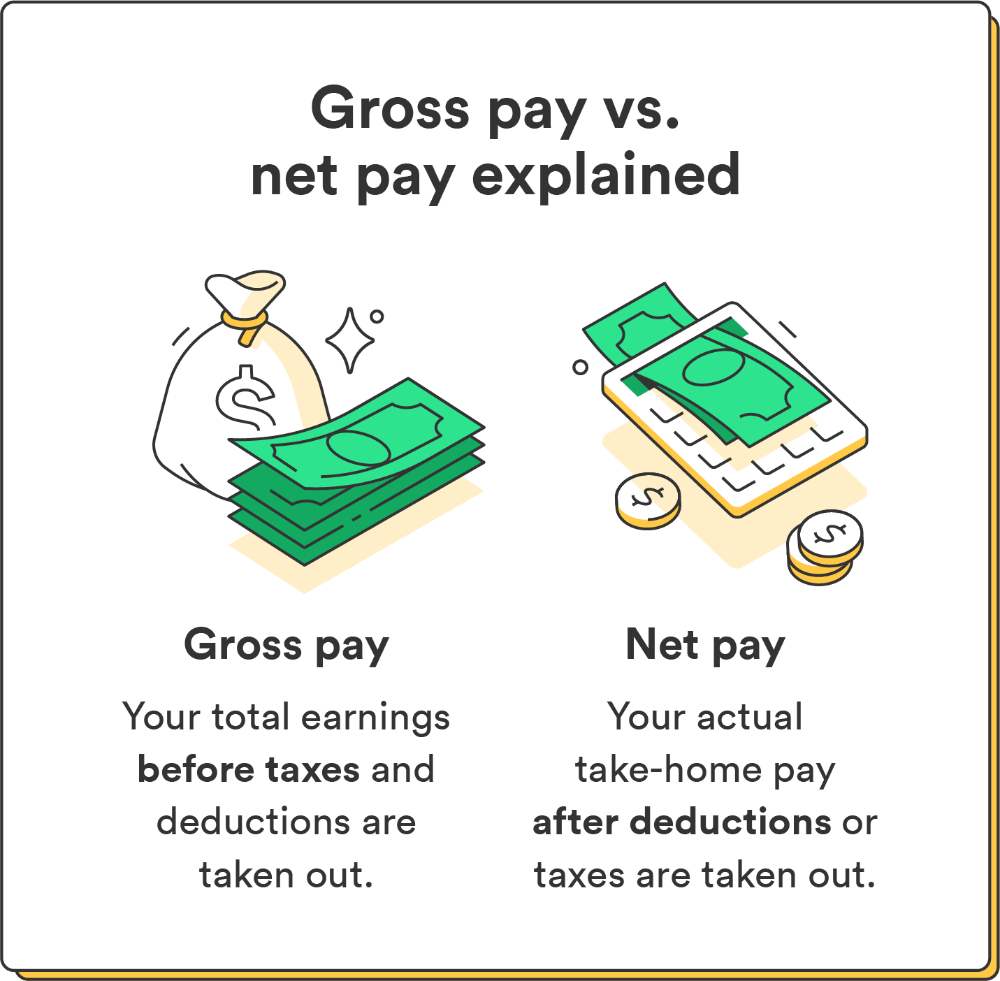 Gross pay vs.
net pay explained
$
$
$
Gross pay
Your total earnings
before taxes and
deductions are
taken out.
Net pay
Your actual
take-home pay
after deductions or
taxes are taken out.